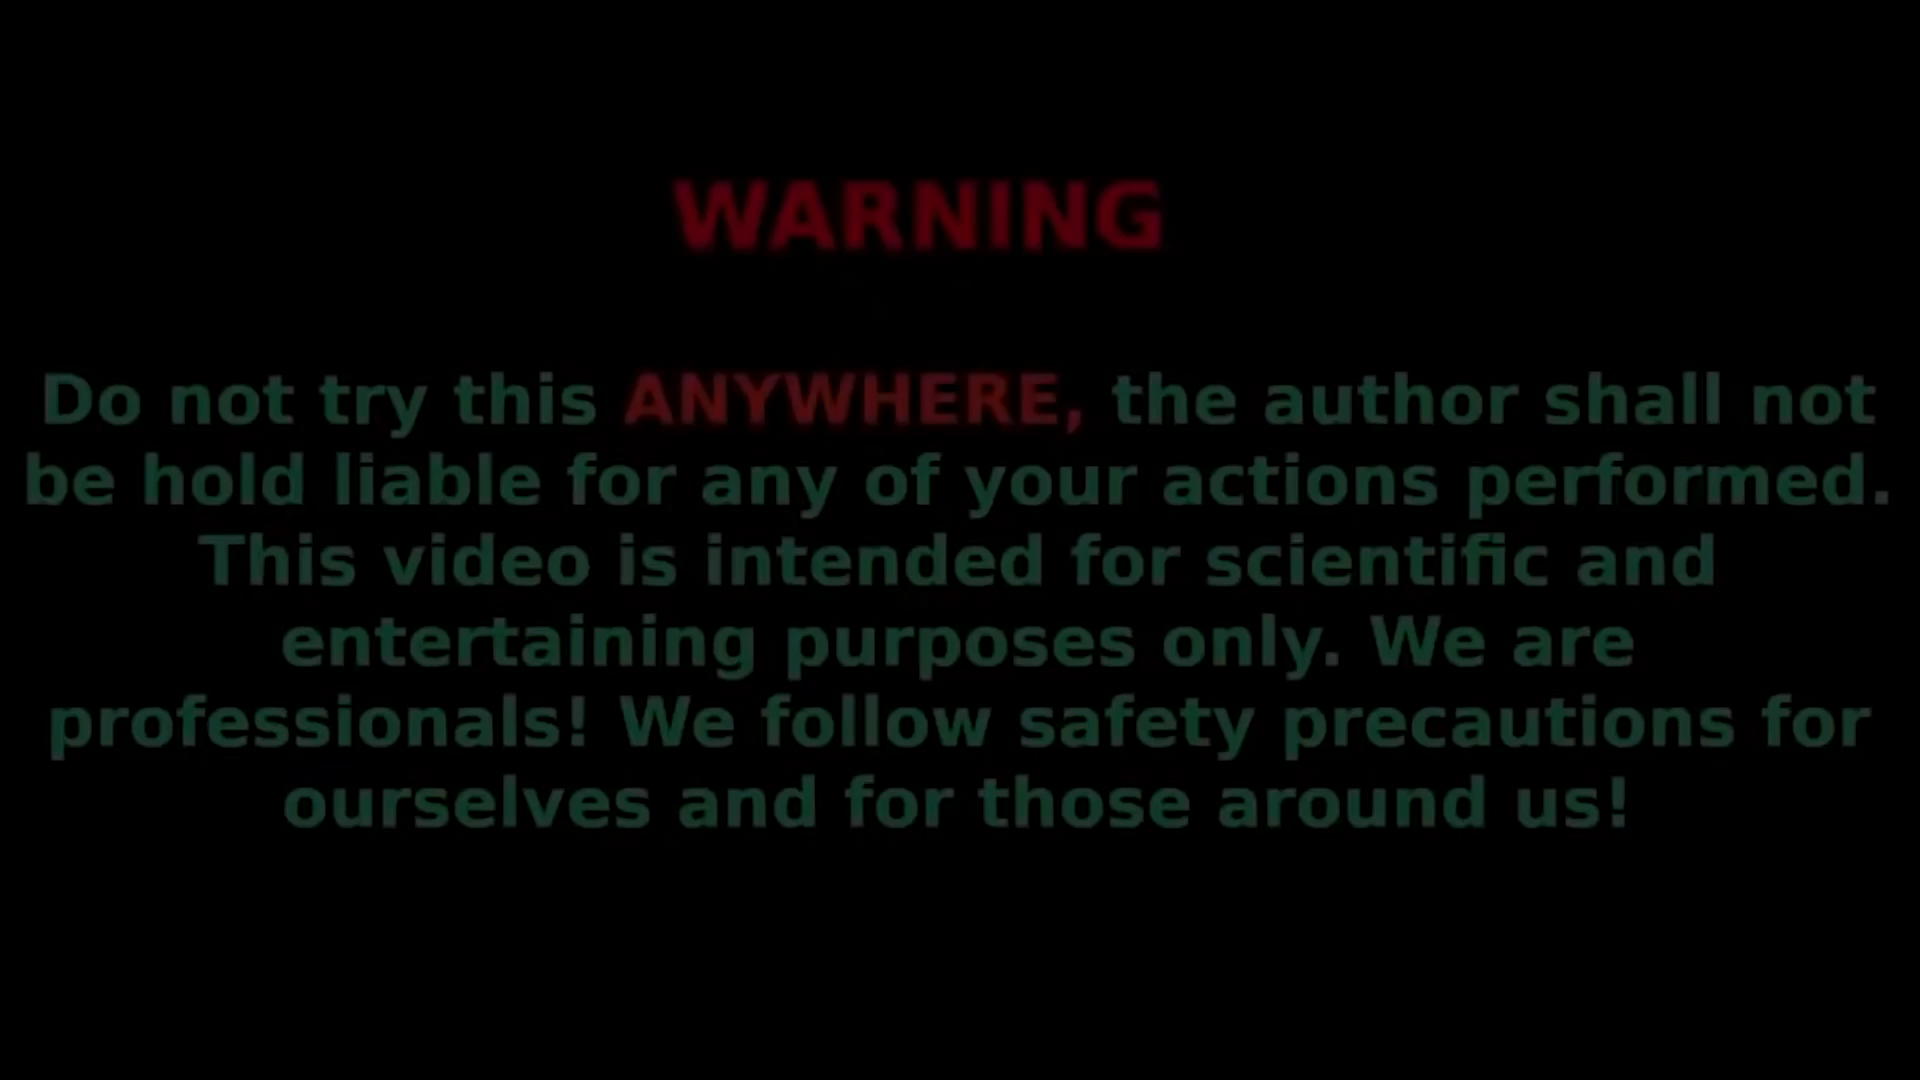 WARNING
Do not try this ANYWHERE, the author shall not
be hold liable for any of your actions performed.
This video is intended for scientific and
entertaining purposes only. We are
professionals! We follow safety precautions for
ourselves and for those around us!